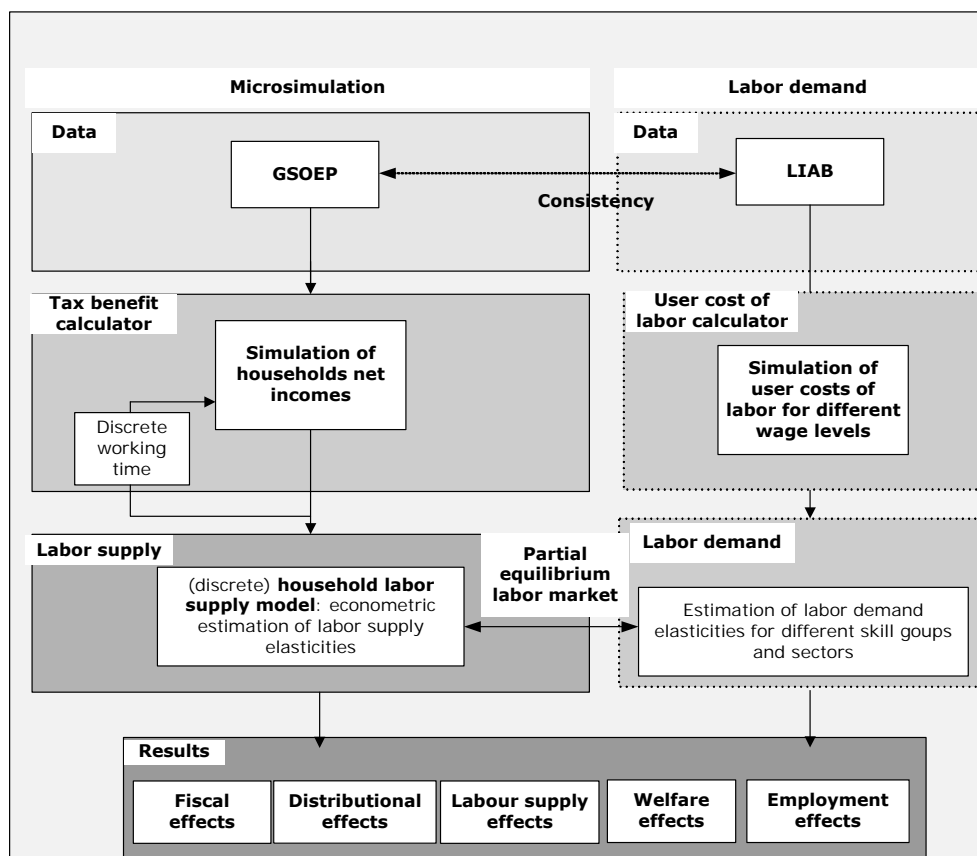 Microsimulation
Labor demand
Data
GSOEP
Consistency
Data
LIAB
Tax benefit
calculator
Simulation of
households net
incomes
Discrete
working
time
User cost of
labor calculator
Simulation of
user costs of
labor for different
wage levels
Labor supply
(discrete) household labor
supply model: econometric
estimation of labor supply
elasticities
Partial
equilibrium
labor market
Labor demand
Estimation of labor demand
elasticities for different skill goups
and sectors
Results
Fiscal
effects
Distributional
effects
Labour supply
effects
Welfare
effects
Employment
effects